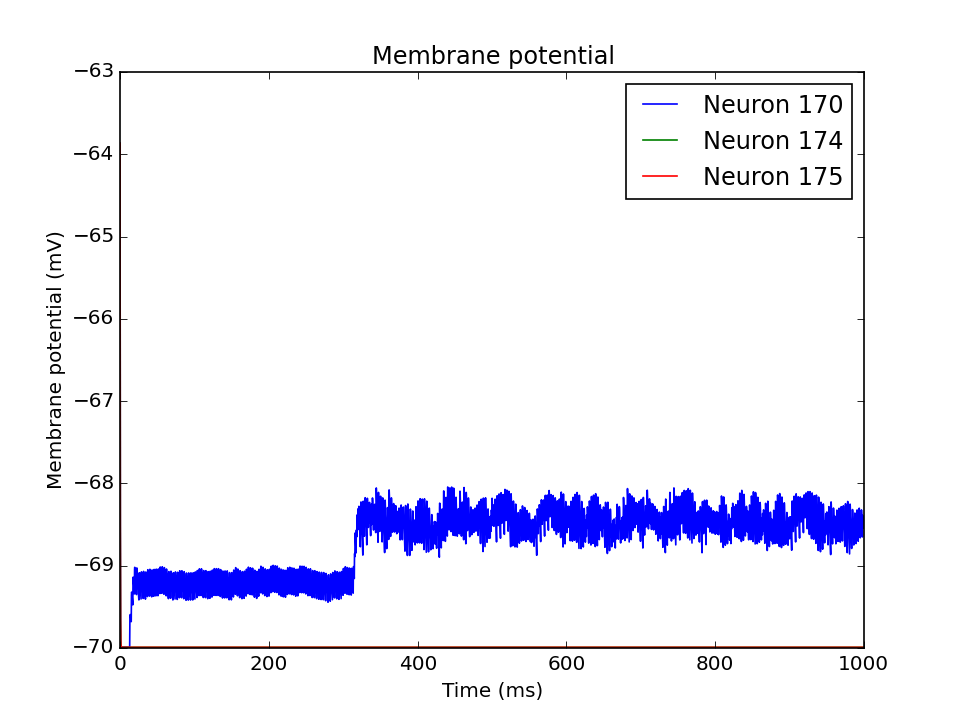 Membrane potential
−63
−64
−65
−66
−67
−68
−69
−70
Membrane potential (mV)
Neuron 170
Neuron 174
Neuron 175
0 200 400 600 800 1000
Time (ms)